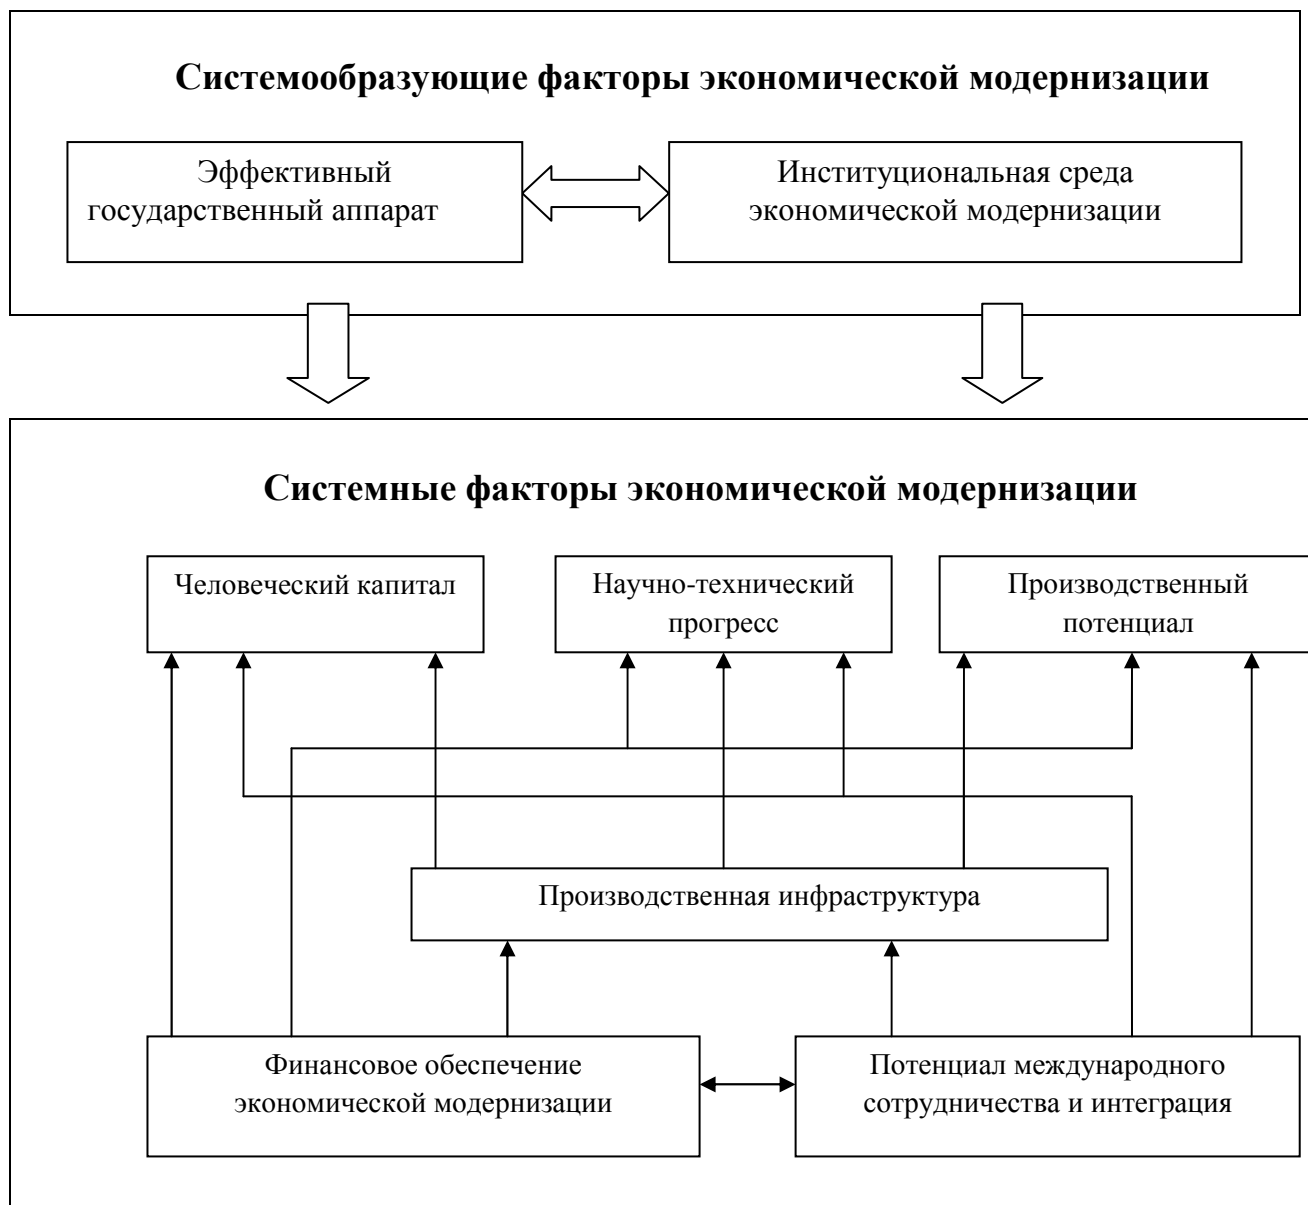 Системообразующие факторы экономической модернизации
Эффективный
государственный аппарат
Институциональная среда
экономической модернизации
Системные факторы экономической модернизации
Человеческий капитал
Научно-технический
прогресс
Производственный
потенциал
Производственная инфраструктура
Финансовое обеспечение
экономической модернизации
Потенциал международного
сотрудничества и интеграция